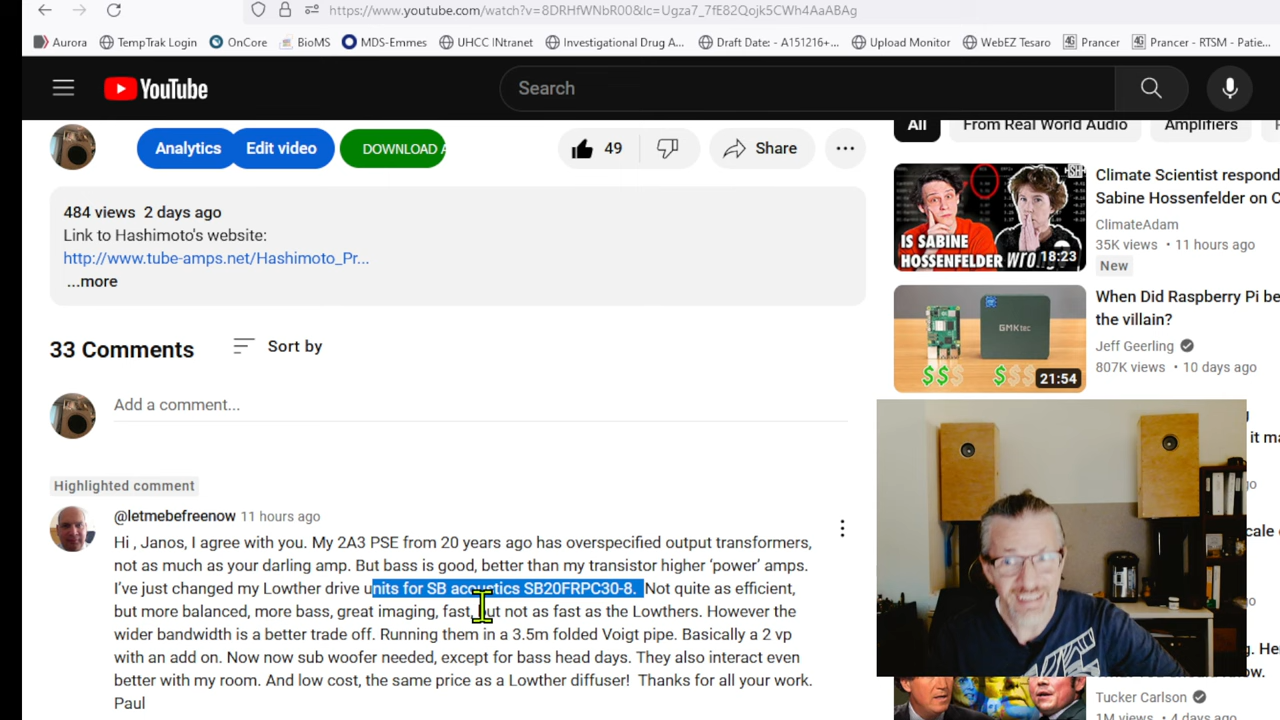 https://www.youtube.com/watch?v=8DRHfWNbR00&lc=Ugza7_7fE82Qojk5CWh4AaABAg
Aurora
TempTrak Login
OnCore
BioMS
MDS-Emmes
UHCC INtranet
Investigational Drug A...
Draft Date: - A151216+...
Upload Monitor
WebEZ Tesaro
Prancer
Prancer - RTSM - Patie...
YouTube
Search
Analytics
Edit video
DOWNLOAD A
49
Share
All
From Real World Audio
Amplifiers
484 views 2 days ago
Link to Hashimoto's website:
http://www.tube-amps.net/Hashimoto_Pr...
...more
33 Comments
Sort by
Add a comment...
Highlighted comment
@letmebefreenow 11 hours ago
Hi , Janos, I agree with you. My 2A3 PSE from 20 years ago has overspecified output transformers,
not as much as your darling amp. But bass is good, better than my transistor higher ‘power’ amps.
I’ve just changed my Lowther drive units for SB acoustics SB20FRPC30-8. Not quite as efficient,
but more balanced, more bass, great imaging, fast, but not as fast as the Lowthers. However the
wider bandwidth is a better trade off. Running them in a 3.5m folded Voigt pipe. Basically a 2 vp
with an add on. Now now sub woofer needed, except for bass head days. They also interact even
better with my room. And low cost, the same price as a Lowther diffuser! Thanks for all your work.
Paul
IS SABINE
HOSSENFELDER WRONG
18:23
Climate Scientist respond
Sabine Hossenfelder on C
ClimateAdam
35K views • 11 hours ago
New
GMKtec
$$$ $$$
21:54
When Did Raspberry Pi be
the villain?
Jeff Geerling
807K views • 10 days ago
it ma
go
cale o
go
g. Her
w.
Tucker Carlson
1M views • 4 days ago